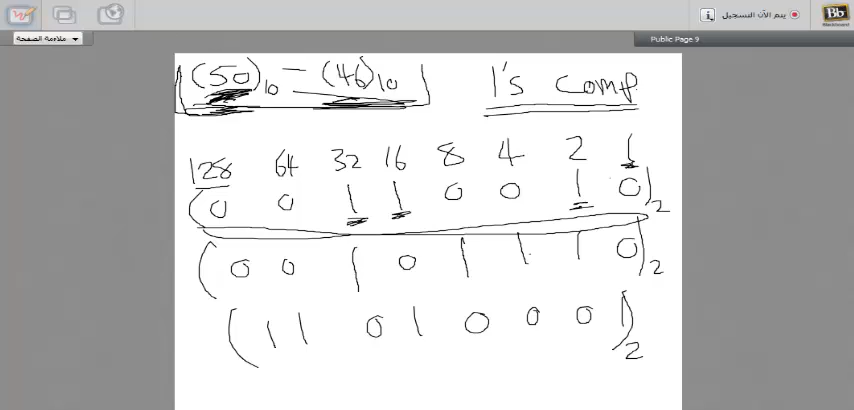 يتم الآن التسجيل
Bb
Blackboard
ملاءمة الصفحة
Public Page 9
(50)10 − (46)10 1's comp
128 64 32 16 8 4 2 1
(0 0 1 1 0 0 1 0)2
(0 0 1 0 1 1 1 0)2
(1 1 0 1 0 0 0 1)2